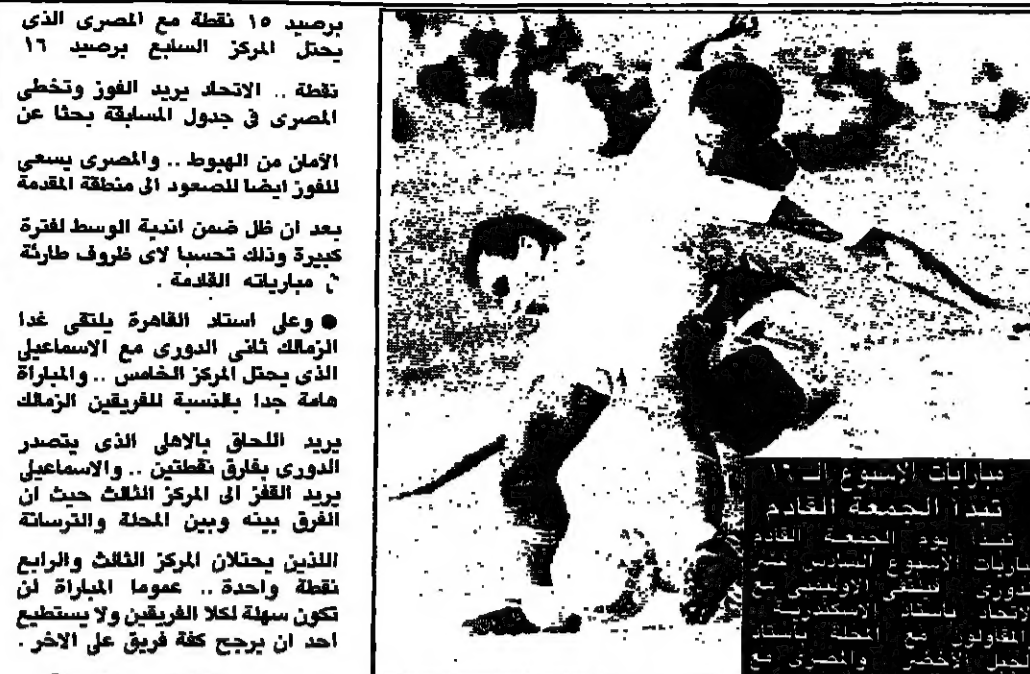 برصيد ١٥ نقطة مع المصرى الذى
يحتل المركز السابع برصيد ١٦
نقطة .. الاتحاد يريد الفوز وتخطى
المصرى فى جدول المسابقة بحثا عن
الأمان من الهبوط .. والمصرى يسعى
للفوز ايضا للصعود الى منطقة المقدمة
بعد ان ظل ضمن اندية الوسط لفترة
كبيرة وذلك تحسبا لاى ظروف طارئة
مبارياته القادمة .
● وعلى استاد القاهرة يلتقى غدا
الزمالك ثانى الدورى مع الاسماعيلى
الذى يحتل المركز الخامس .. والمباراة
هامة جدا بالنسبة للفريقين الزمالك
يريد اللحاق بالاهلى الذى يتصدر
الدورى بفارق نقطتين .. والاسماعيلى
يريد القفز الى المركز الثالث حيث ان
الفرق بينه وبين المحلة والترسانة
اللذين يحتلان المركز الثالث والرابع
نقطة واحدة .. عموما المباراة لن
تكون سهلة لكلا الفريقين ولا يستطيع
احد ان يرجح كفة فريق على الاخر .
مباريات الاسبوع الـ ١٦
تبدا الجمعة القادم
تبدا يوم الجمعة القادم
مباريات الاسبوع السادس عشر
للدورى فيلتقى الاوليمبى مع
الاتحاد باستاد الاسكندرية
والمقاولون مع المحلة باستاد
الجبل الاخضر والمصرى مع